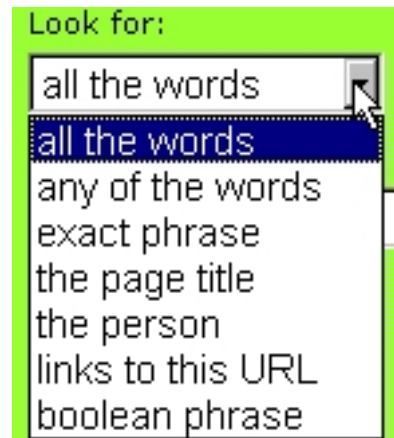 Look for:
all the words
all the words
any of the words
exact phrase
the page title
the person
links to this URL
boolean phrase